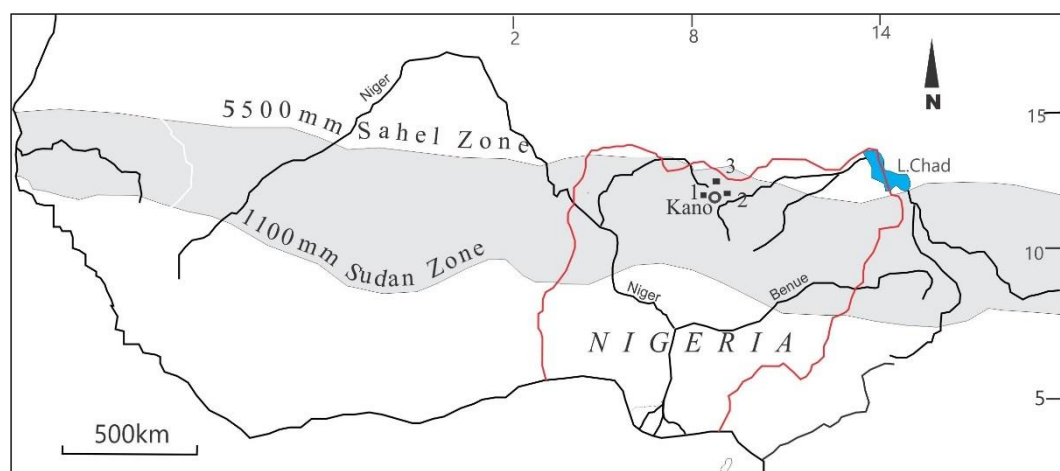 2 8 14
Niger
N
5500mm Sahel Zone
15
L.Chad
3
1
2
Kano
1100mm Sudan Zone
10
Benue
Niger
NIGERIA
5
500km